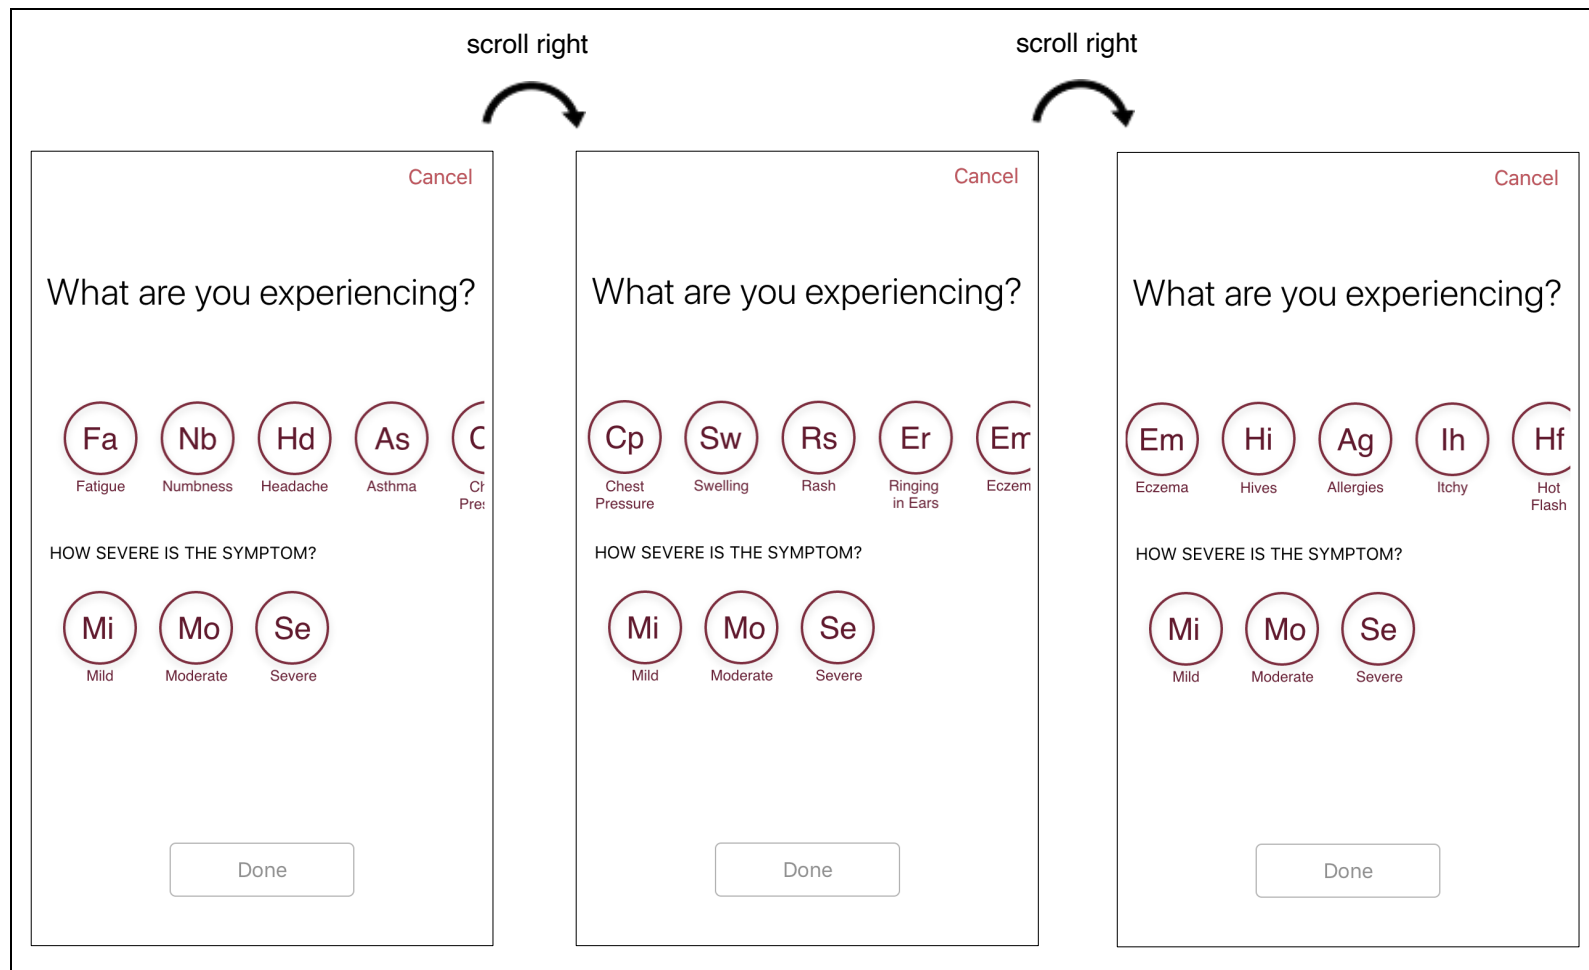 scroll right
scroll right
Cancel
What are you experiencing?
Fa
Nb
Hd
As
C
Fatigue
Numbness
Headache
Asthma
Ch
Pres
HOW SEVERE IS THE SYMPTOM?
Mi
Mo
Se
Mild
Moderate
Severe
Done
Cancel
What are you experiencing?
Cp
Sw
Rs
Er
Em
Chest
Pressure
Swelling
Rash
Ringing
in Ears
Eczem
HOW SEVERE IS THE SYMPTOM?
Mi
Mo
Se
Mild
Moderate
Severe
Done
Cancel
What are you experiencing?
Em
Hi
Ag
Ih
Hf
Eczema
Hives
Allergies
Itchy
Hot
Flash
HOW SEVERE IS THE SYMPTOM?
Mi
Mo
Se
Mild
Moderate
Severe
Done